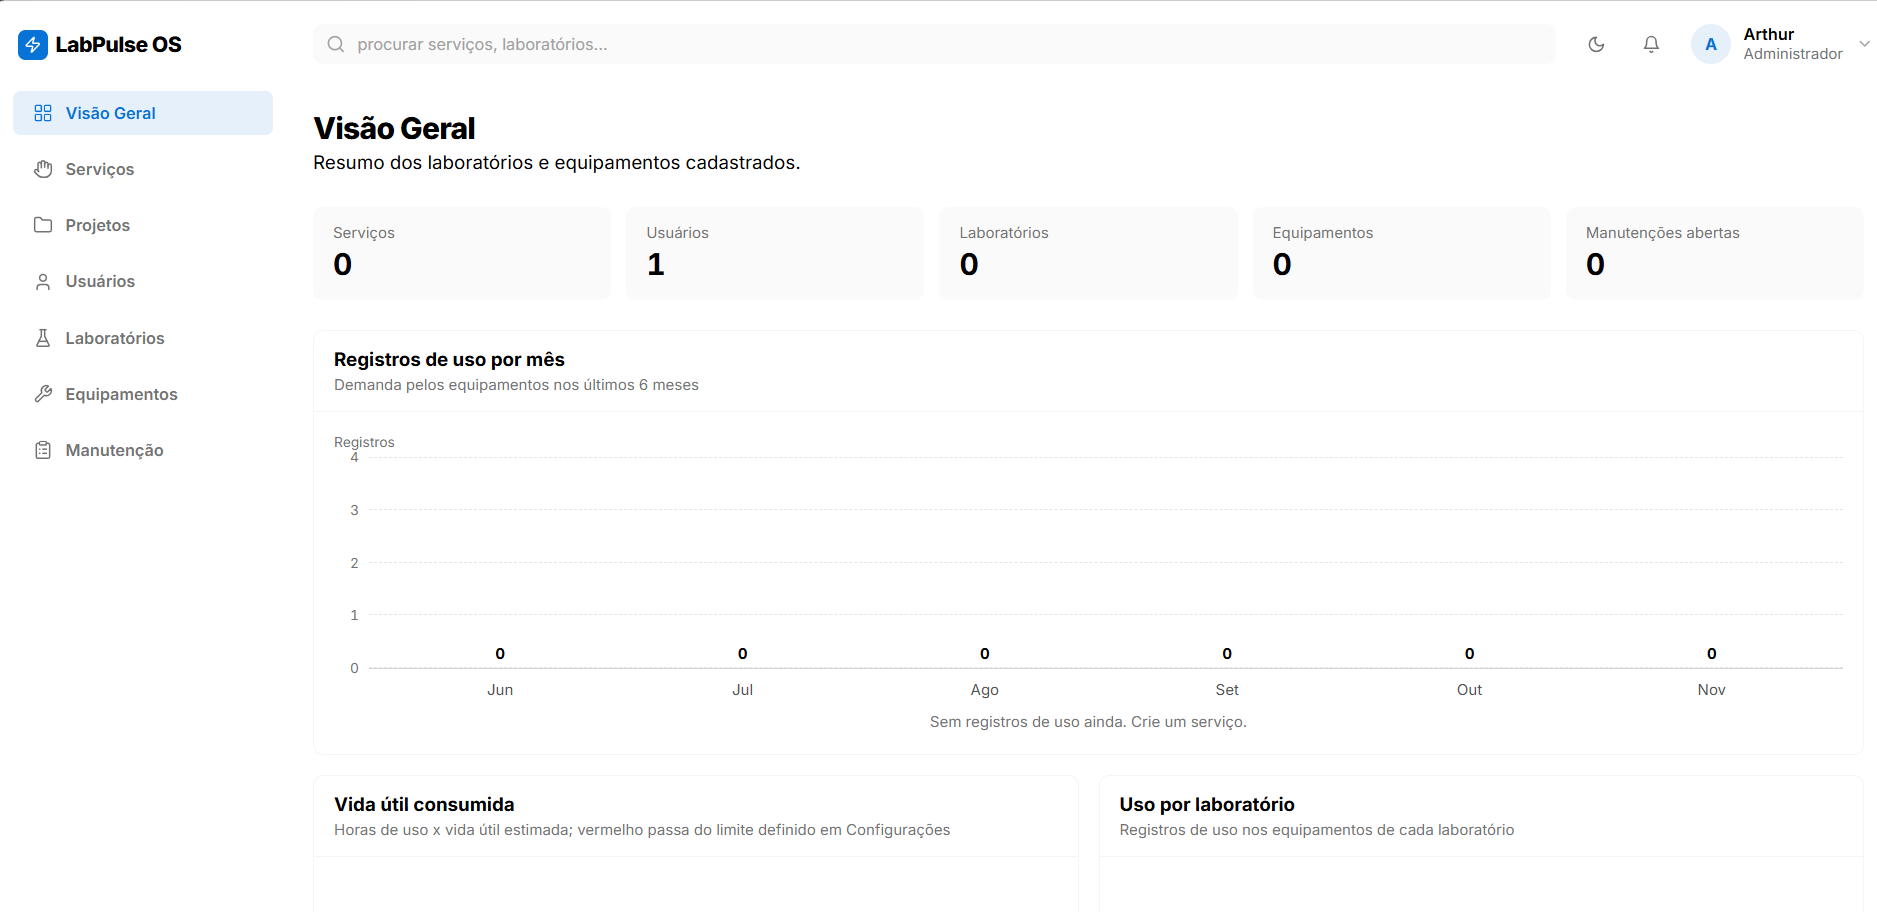 LabPulse OS
procurar serviços, laboratórios...
A
Arthur
Administrador
Visão Geral
Serviços
Projetos
Usuários
Laboratórios
Equipamentos
Manutenção
Visão Geral
Resumo dos laboratórios e equipamentos cadastrados.
Serviços
0
Usuários
1
Laboratórios
0
Equipamentos
0
Manutenções abertas
0
Registros de uso por mês
Demanda pelos equipamentos nos últimos 6 meses
Registros
4
3
2
1
0
0 0 0 0 0 0
Jun Jul Ago Set Out Nov
Sem registros de uso ainda. Crie um serviço.
Vida útil consumida
Horas de uso x vida útil estimada; vermelho passa do limite definido em Configurações
Uso por laboratório
Registros de uso nos equipamentos de cada laboratório